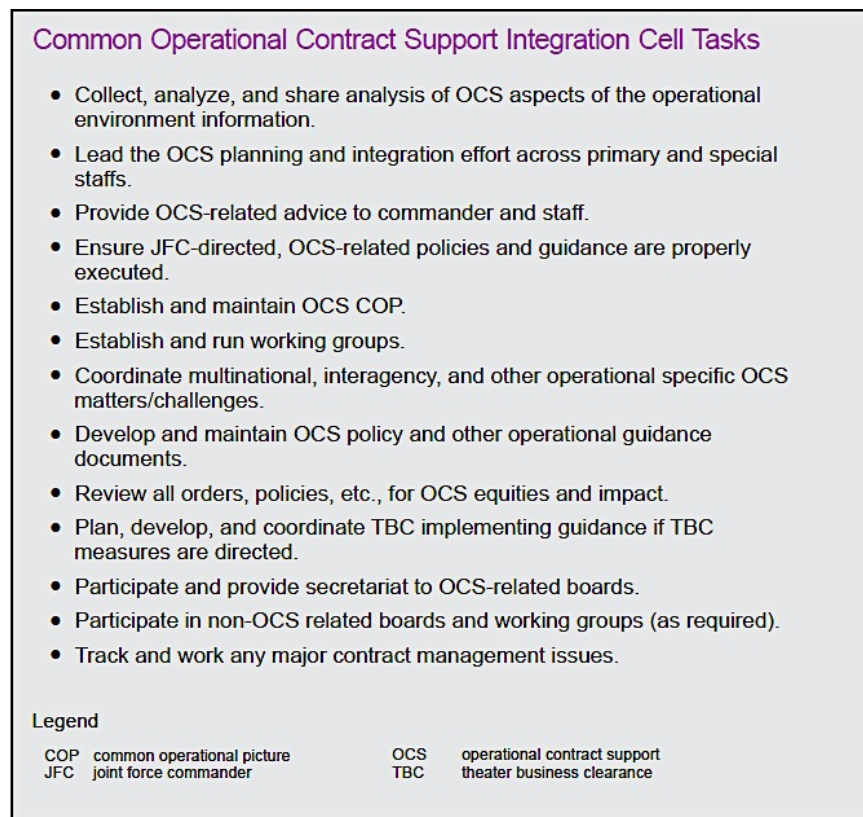 Common Operational Contract Support Integration Cell Tasks
• Collect, analyze, and share analysis of OCS aspects of the operational
environment information.
• Lead the OCS planning and integration effort across primary and special
staffs.
• Provide OCS-related advice to commander and staff.
• Ensure JFC-directed, OCS-related policies and guidance are properly
executed.
• Establish and maintain OCS COP.
• Establish and run working groups.
• Coordinate multinational, interagency, and other operational specific OCS
matters/challenges.
• Develop and maintain OCS policy and other operational guidance
documents.
• Review all orders, policies, etc., for OCS equities and impact.
• Plan, develop, and coordinate TBC implementing guidance if TBC
measures are directed.
• Participate and provide secretariat to OCS-related boards.
• Participate in non-OCS related boards and working groups (as required).
• Track and work any major contract management issues.
Legend
COP common operational picture OCS operational contract support
JFC joint force commander TBC theater business clearance